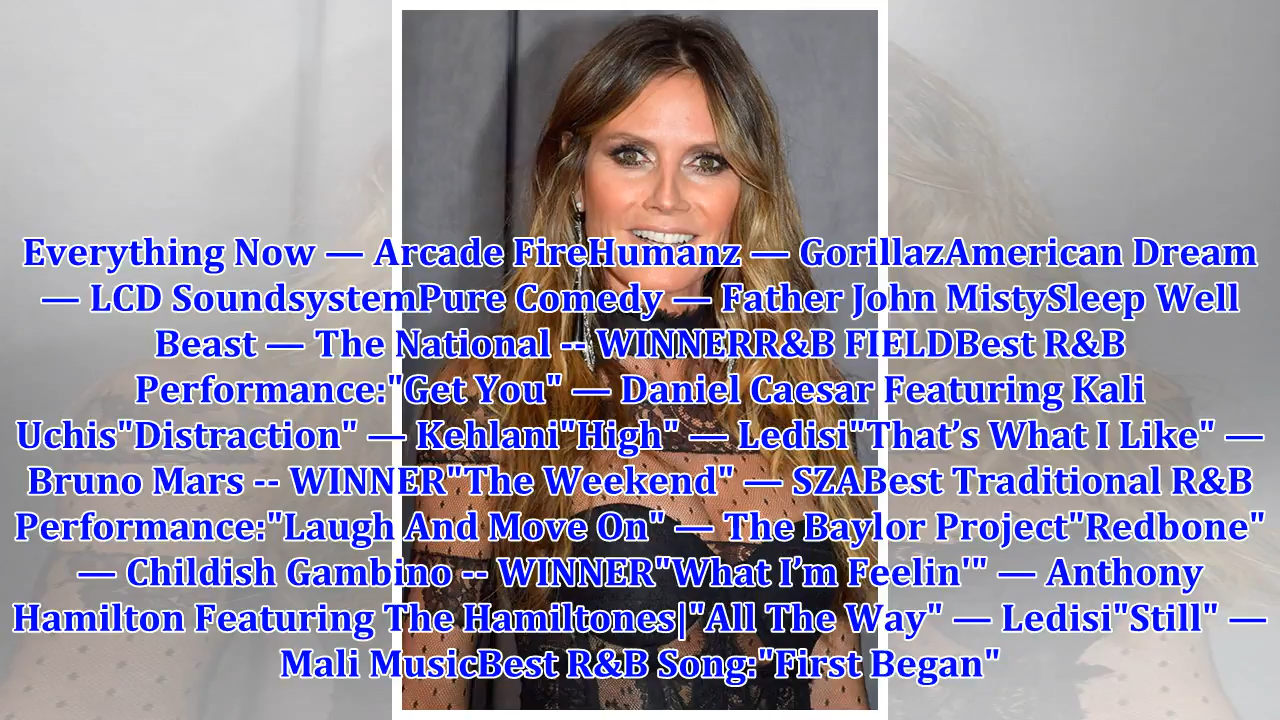 Everything Now — Arcade FireHumanz — GorillazAmerican Dream
— LCD SoundsystemPure Comedy — Father John MistySleep Well
Beast — The National -- WINNERR&B FIELDBest R&B
Performance:"Get You" — Daniel Caesar Featuring Kali
Uchis"Distraction" — Kehlani"High" — Ledisi"That’s What I Like" —
Bruno Mars -- WINNER"The Weekend" — SZABest Traditional R&B
Performance:"Laugh And Move On" — The Baylor Project"Redbone"
— Childish Gambino -- WINNER"What I’m Feelin'" — Anthony
Hamilton Featuring The Hamiltones|"All The Way" — Ledisi"Still" —
Mali MusicBest R&B Song:"First Began"